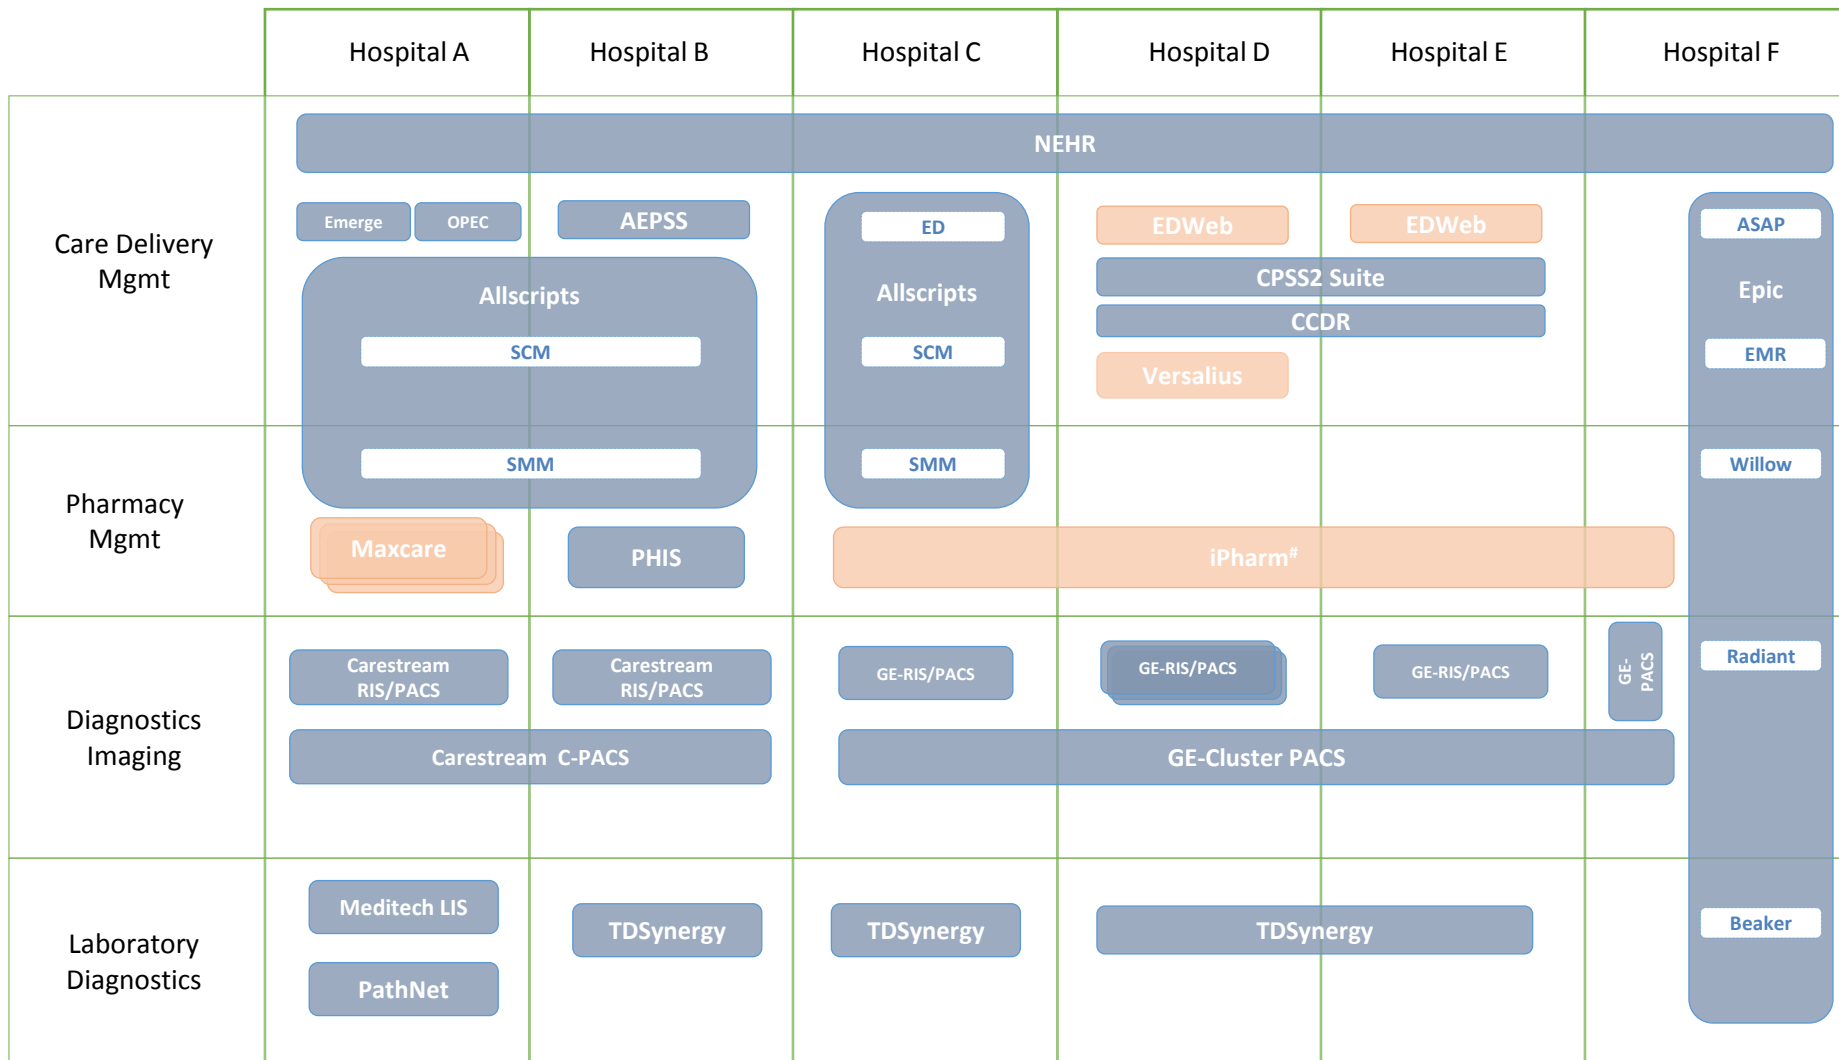 Hospital A
Hospital B
Hospital C
Hospital D
Hospital E
Hospital F
Care Delivery
Mgmt
NEHR
Emerge
OPEC
AEPSS
ED
EDWeb
EDWeb
ASAP
Allscripts
Allscripts
CPSS2 Suite
Epic
CCDR
SCM
SCM
EMR
Versalius
Pharmacy
Mgmt
SMM
SMM
Willow
Maxcare
PHIS
iPharm#
Diagnostics
Imaging
Carestream
RIS/PACS
Carestream
RIS/PACS
GE-RIS/PACS
GE-RIS/PACS
GE-RIS/PACS
GE-
PACS
Radiant
Carestream C-PACS
GE-Cluster PACS
Laboratory
Diagnostics
Meditech LIS
TDSynergy
TDSynergy
TDSynergy
Beaker
PathNet